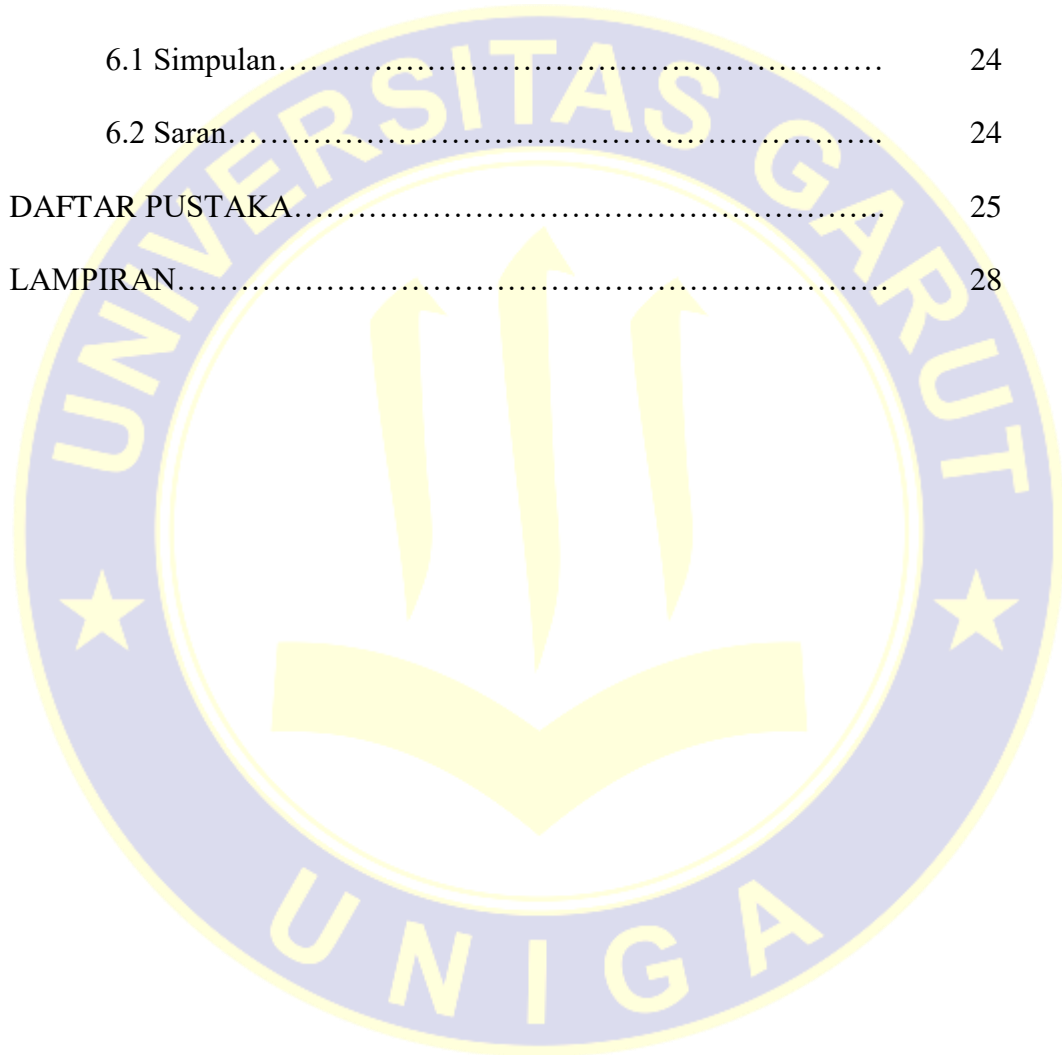 6.1 Simpulan………………………………………………… 24
6.2 Saran…………………………………………………….. 24
DAFTAR PUSTAKA……………………………………………….. 25
LAMPIRAN…………………………………………………………. 28
UNIVERSITAS GARUT
UNIGA